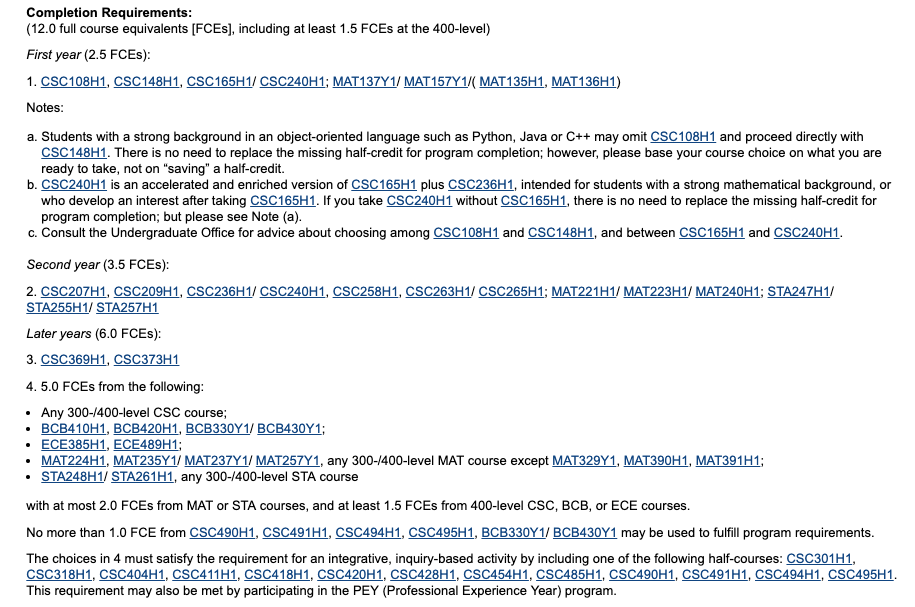 Completion Requirements:
(12.0 full course equivalents [FCEs], including at least 1.5 FCEs at the 400-level)
First year (2.5 FCEs):
1. CSC108H1, CSC148H1, CSC165H1/ CSC240H1; MAT137Y1/ MAT157Y1/( MAT135H1, MAT136H1)
Notes:
a. Students with a strong background in an object-oriented language such as Python, Java or C++ may omit CSC108H1 and proceed directly with
CSC148H1. There is no need to replace the missing half-credit for program completion; however, please base your course choice on what you are
ready to take, not on “saving” a half-credit.
b. CSC240H1 is an accelerated and enriched version of CSC165H1 plus CSC236H1, intended for students with a strong mathematical background, or
who develop an interest after taking CSC165H1. If you take CSC240H1 without CSC165H1, there is no need to replace the missing half-credit for
program completion; but please see Note (a).
c. Consult the Undergraduate Office for advice about choosing among CSC108H1 and CSC148H1, and between CSC165H1 and CSC240H1.
Second year (3.5 FCEs):
2. CSC207H1, CSC209H1, CSC236H1/ CSC240H1, CSC258H1, CSC263H1/ CSC265H1; MAT221H1/ MAT223H1/ MAT240H1; STA247H1/
STA255H1/ STA257H1
Later years (6.0 FCEs):
3. CSC369H1, CSC373H1
4. 5.0 FCEs from the following:
• Any 300-/400-level CSC course;
• BCB410H1, BCB420H1, BCB330Y1/ BCB430Y1;
• ECE385H1, ECE489H1;
• MAT224H1, MAT235Y1/ MAT237Y1/ MAT257Y1, any 300-/400-level MAT course except MAT329Y1, MAT390H1, MAT391H1;
• STA248H1/ STA261H1, any 300-/400-level STA course
with at most 2.0 FCEs from MAT or STA courses, and at least 1.5 FCEs from 400-level CSC, BCB, or ECE courses.
No more than 1.0 FCE from CSC490H1, CSC491H1, CSC494H1, CSC495H1, BCB330Y1/ BCB430Y1 may be used to fulfill program requirements.
The choices in 4 must satisfy the requirement for an integrative, inquiry-based activity by including one of the following half-courses: CSC301H1,
CSC318H1, CSC404H1, CSC411H1, CSC418H1, CSC420H1, CSC428H1, CSC454H1, CSC485H1, CSC490H1, CSC491H1, CSC494H1, CSC495H1.
This requirement may also be met by participating in the PEY (Professional Experience Year) program.